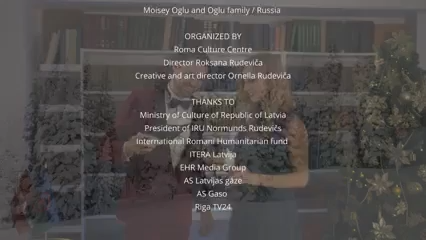 Moisey Oglu and Oglu family / Russia
ORGANIZED BY
Roma Culture Centre
Director Roksana Rudeviča
Creative and art director Ornella Rudeviča
THANKS TO
Ministry of Culture of Republic of Latvia
President of IRU Normunds Rudevičs
International Romani Humanitarian fund
ITERA Latvija
EHR Media Group
AS Latvijas gāze
AS Gaso
Riga TV24